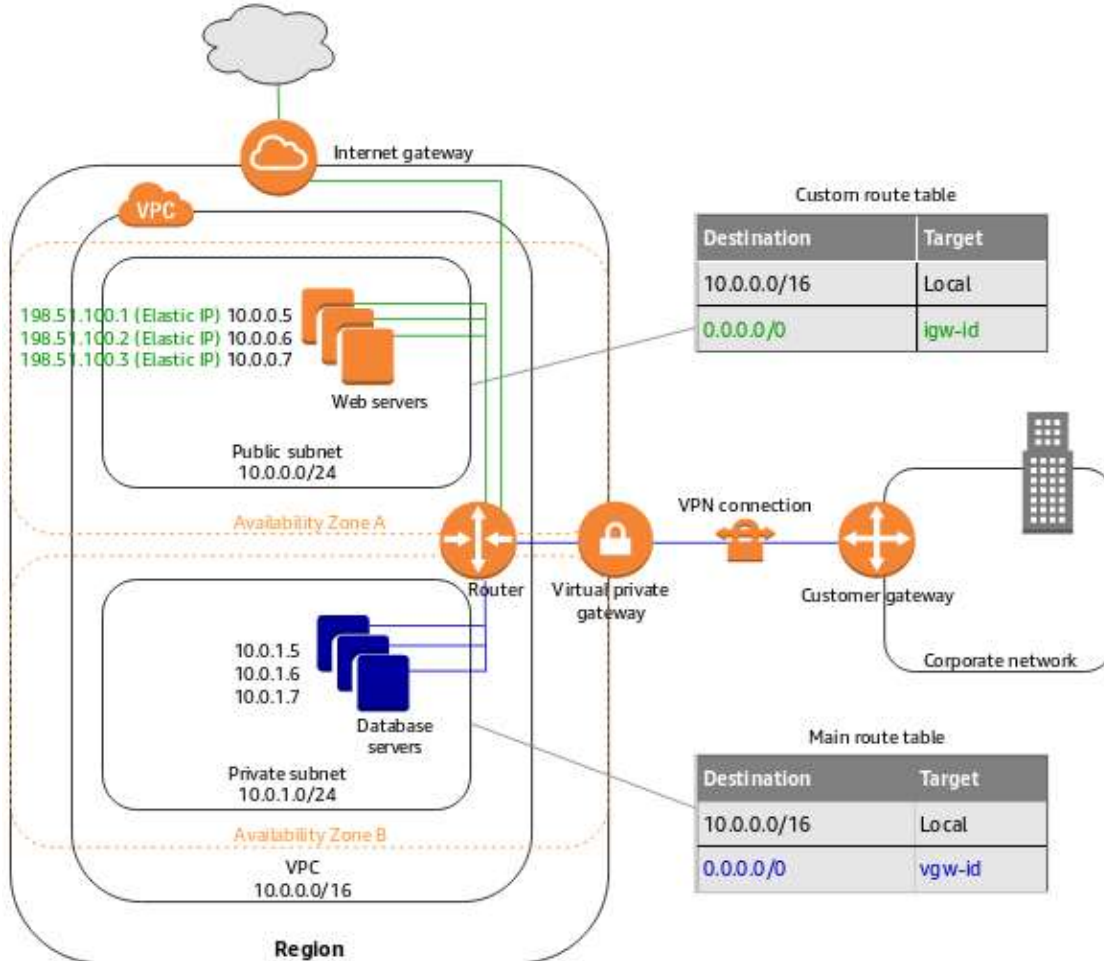 Internet gateway
VPC
Custom route table
Destination Target
10.0.0.0/16 Local
0.0.0.0/0 igw-id
198.51.100.1 (Elastic IP) 10.0.0.5
198.51.100.2 (Elastic IP) 10.0.0.6
198.51.100.3 (Elastic IP) 10.0.0.7
Web servers
Public subnet
10.0.0.0/24
Availability Zone A
VPN connection
Router
Virtual private
gateway
Customer gateway
Corporate network
10.0.1.5
10.0.1.6
10.0.1.7
Database
servers
Private subnet
10.0.1.0/24
Availability Zone B
Main route table
Destination Target
10.0.0.0/16 Local
0.0.0.0/0 vgw-id
VPC
10.0.0.0/16
Region